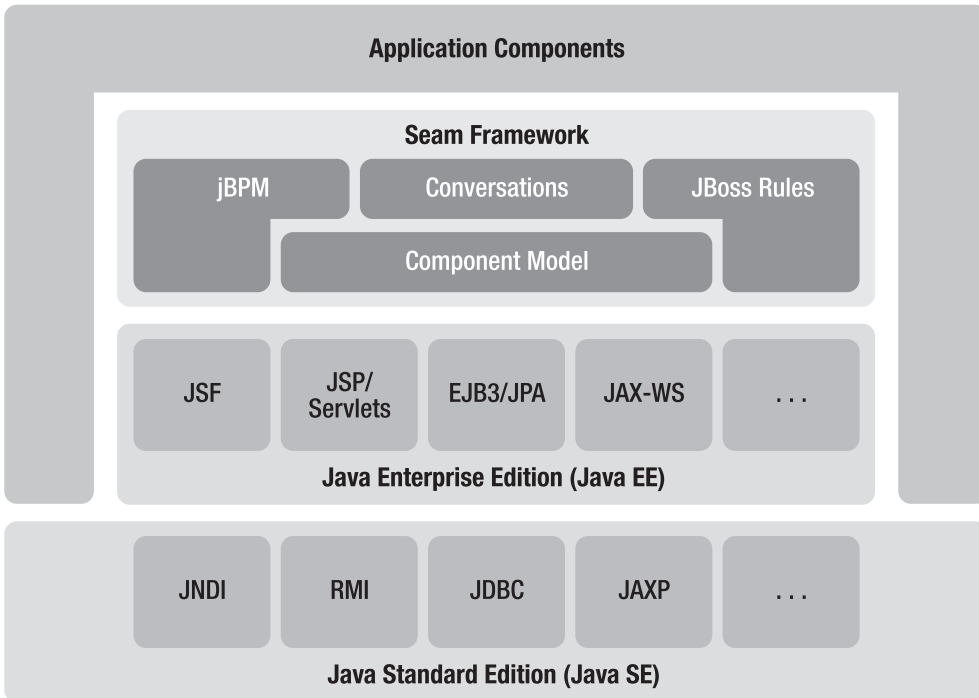 Application Components
Seam Framework
jBPM
Conversations
JBoss Rules
Component Model
JSF
JSP/
Servlets
EJB3/JPA
JAX-WS
. . .
Java Enterprise Edition (Java EE)
JNDI
RMI
JDBC
JAXP
. . .
Java Standard Edition (Java SE)